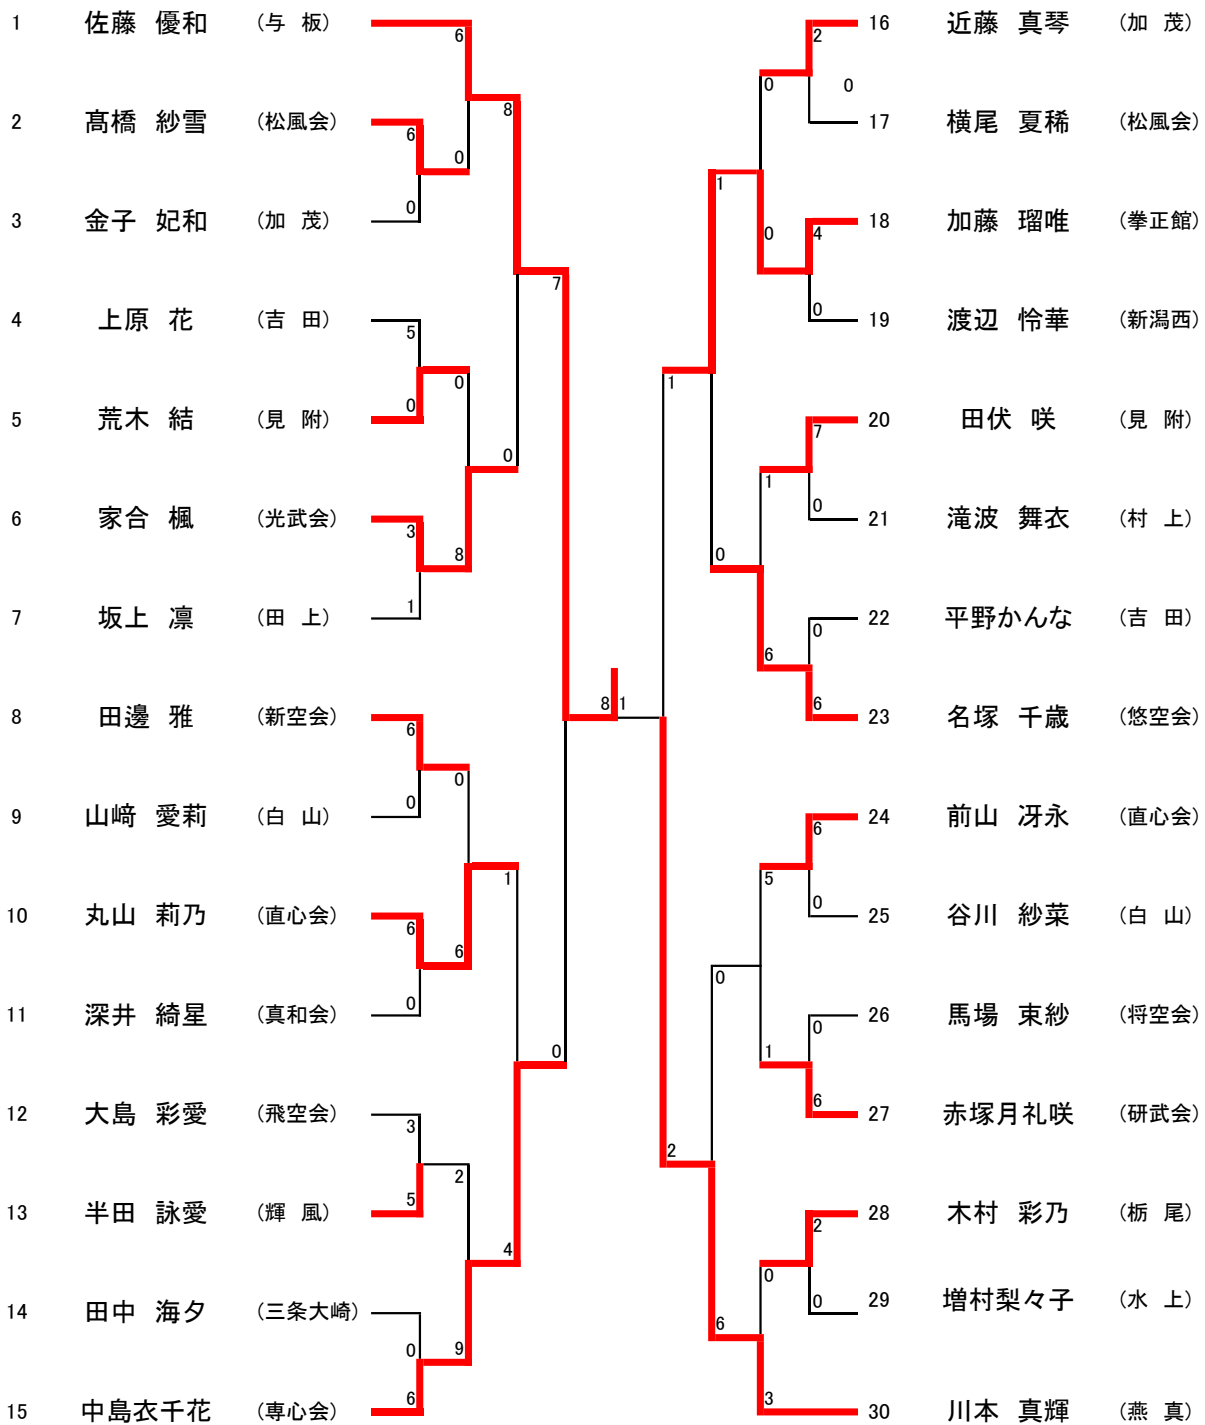 1 佐藤 優和 (与 板)
6
8
2 髙橋 紗雪 (松風会)
6
0
3 金子 妃和 (加 茂)
0
7
4 上原 花 (吉 田)
5
0
5 荒木 結 (見 附)
0
0
6 家合 楓 (光武会)
3
8
7 坂上 凛 (田 上)
1
8 田邊 雅 (新空会)
6
0
8
9 山﨑 愛莉 (白 山)
0
1
10 丸山 莉乃 (直心会)
6
6
11 深井 綺星 (真和会)
0
0
12 大島 彩愛 (飛空会)
3
2
13 半田 詠愛 (輝 風)
5
4
14 田中 海夕 (三条大崎)
0
9
15 中島衣千花 (専心会)
6
16 近藤 真琴 (加 茂)
2
0
0
17 横尾 夏稀 (松風会)
1
18 加藤 瑠唯 (拳正館)
4
0
19 渡辺 怜華 (新潟西)
0
1
20 田伏 咲 (見 附)
7
1
21 滝波 舞衣 (村 上)
0
0
22 平野かんな (吉 田)
0
6
23 名塚 千歳 (悠空会)
6
1
24 前山 冴永 (直心会)
6
5
25 谷川 紗菜 (白 山)
0
0
26 馬場 束紗 (将空会)
0
1
27 赤塚月礼咲 (研武会)
6
2
28 木村 彩乃 (栃 尾)
2
0
29 増村梨々子 (水 上)
0
6
30 川本 真輝 (燕 真)
3